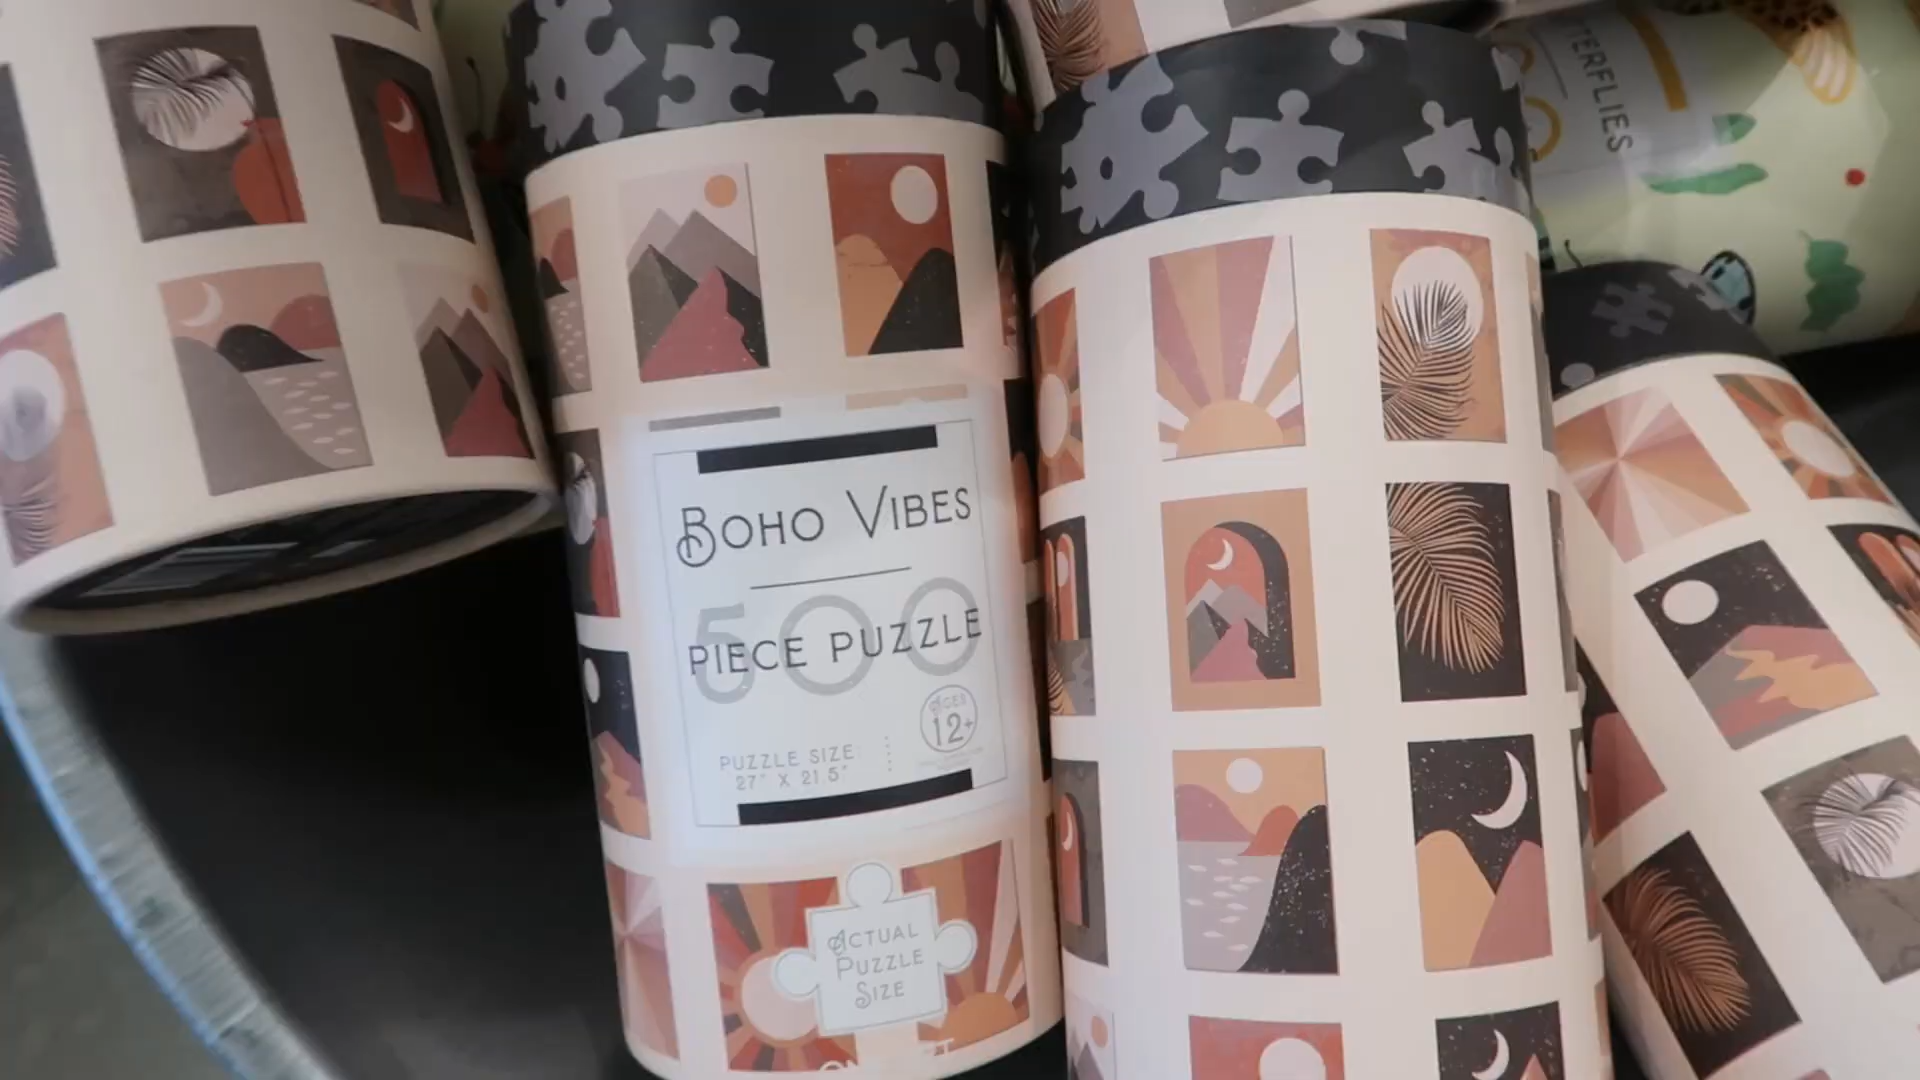 BOHO VIBES
500
PIECE PUZZLE
AGES
12+
PUZZLE SIZE:
27" X 21.5"
ACTUAL
PUZZLE
SIZE
TERFLIES